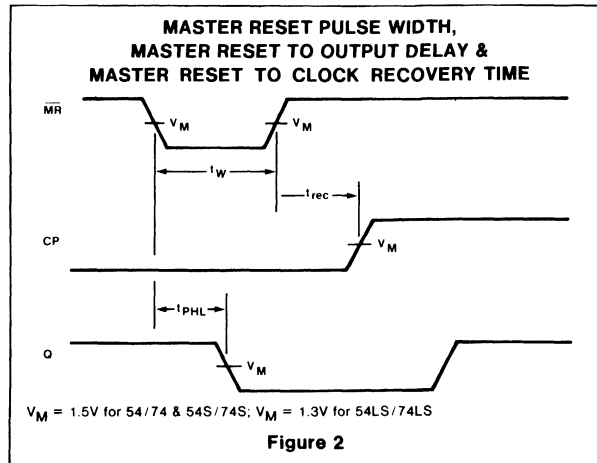 MASTER RESET PULSE WIDTH,
MASTER RESET TO OUTPUT DELAY &
MASTER RESET TO CLOCK RECOVERY TIME
M̅R̅
VM
VM
tW
trec
CP
VM
tPHL
Q
VM
VM = 1.5V for 54/74 & 54S/74S; VM = 1.3V for 54LS/74LS
Figure 2